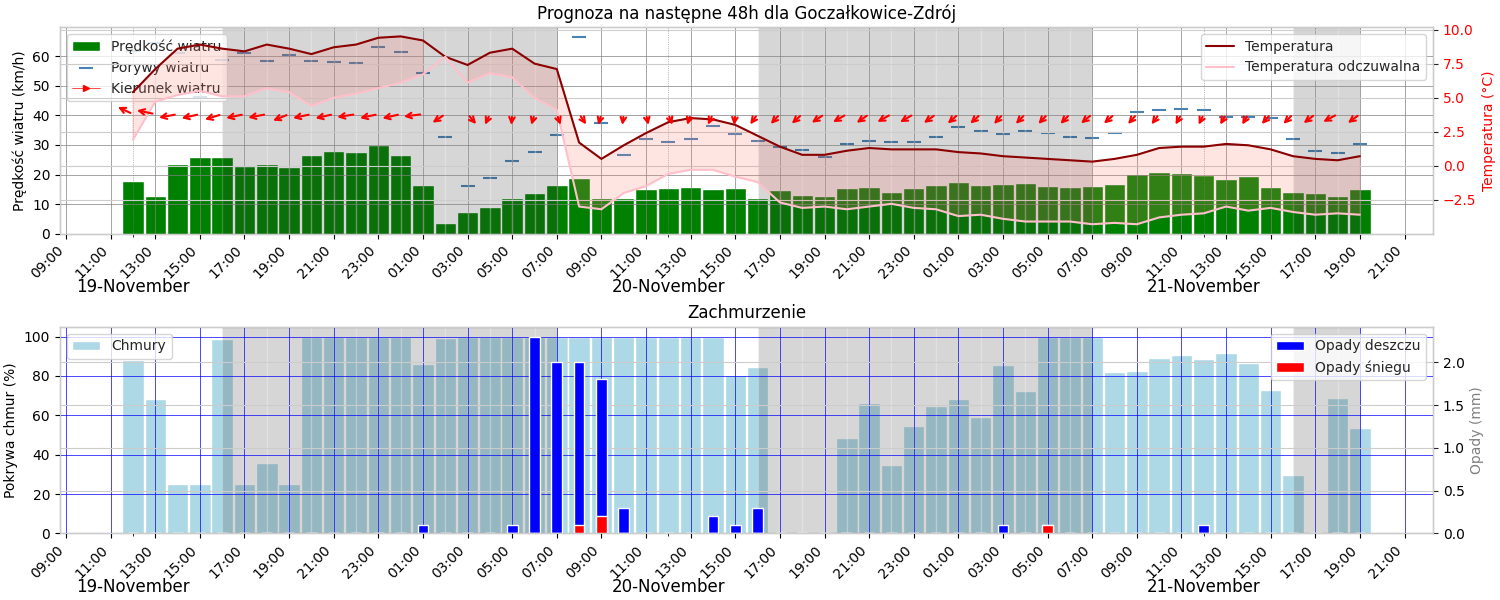 Prognoza na następne 48h dla Goczałkowice-Zdrój
Prędkość wiatru (km/h)
60
50
40
30
20
10
0
Prędkość wiatru
Porywy wiatru
Kierunek wiatru
Temperatura
Temperatura odczuwalna
10.0
7.5
5.0
2.5
0.0
−2.5
Temperatura (°C)
09:00 11:00 13:00 15:00 17:00 19:00 21:00 23:00 01:00 03:00 05:00 07:00 09:00 11:00 13:00 15:00 17:00 19:00 21:00 23:00 01:00 03:00 05:00 07:00 09:00 11:00 13:00 15:00 17:00 19:00 21:00
19-November 20-November 21-November
Zachmurzenie
Pokrywa chmur (%)
100
80
60
40
20
0
Chmury
Opady deszczu
Opady śniegu
2.0
1.5
1.0
0.5
0.0
Opady (mm)
09:00 11:00 13:00 15:00 17:00 19:00 21:00 23:00 01:00 03:00 05:00 07:00 09:00 11:00 13:00 15:00 17:00 19:00 21:00 23:00 01:00 03:00 05:00 07:00 09:00 11:00 13:00 15:00 17:00 19:00 21:00
19-November 20-November 21-November